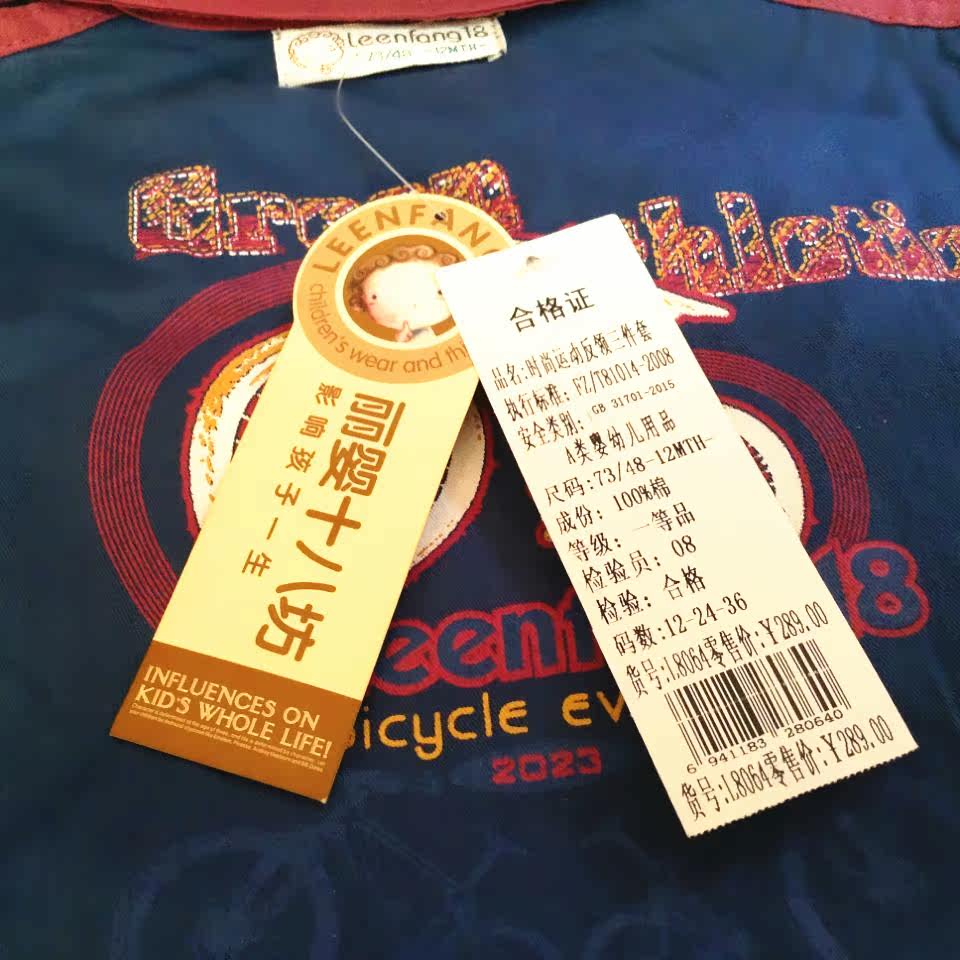 Leenfang18
73/48 -12MTH-
LEENFANG
children's wear and
丽婴十八坊
影响孩子一生
INFLUENCES ON
KID'S WHOLE LIFE!
合格证
品名:时尚运动反领三件套
执行标准: FZ/T81014-2008
安全类别: GB 31701-2015
A类婴幼儿用品
尺码:73/48-12MTH-
成份: 100%棉
等级: 一等品
检验员: 08
检验: 合格
码数:12-24-36
货号:L8064零售价:¥289.00
6 941183 280640
货号:L8064零售价:¥289.00
18
bicycle
2023